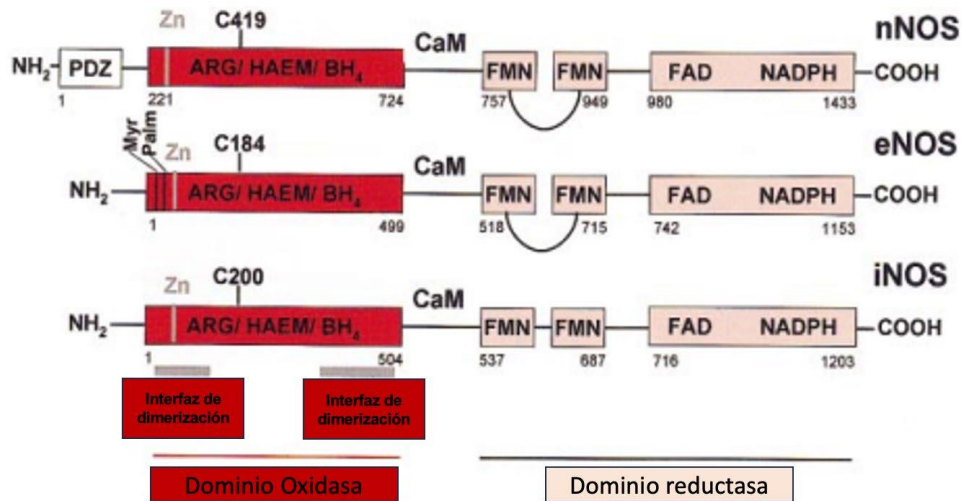 Zn
C419
CaM
nNOS
NH₂
PDZ
ARG/ HAEM/ BH₄
FMN
FMN
FAD
NADPH
COOH
1
221
724
757
949
980
1433
Myr
Palm
Zn
C184
CaM
eNOS
NH₂
ARG/ HAEM/ BH₄
FMN
FMN
FAD
NADPH
COOH
1
499
518
715
742
1153
Zn
C200
CaM
iNOS
NH₂
ARG/ HAEM/ BH₄
FMN
FMN
FAD
NADPH
COOH
1
504
537
687
716
1203
Interfaz de
dimerización
Interfaz de
dimerización
Dominio Oxidasa
Dominio reductasa